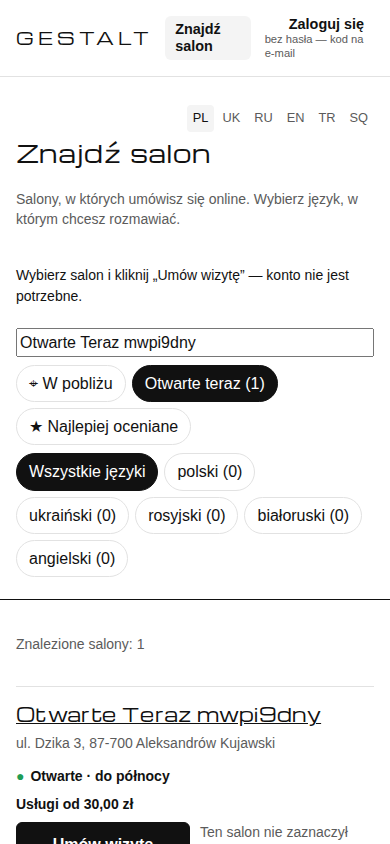 GESTALT
Znajdź
salon
Zaloguj się
bez hasła — kod na
e-mail
PL UK RU EN TR SQ
Znajdź salon
Salony, w których umówisz się online. Wybierz język, w
którym chcesz rozmawiać.
Wybierz salon i kliknij „Umów wizytę” — konto nie jest
potrzebne.
Otwarte Teraz mwpi9dny
⌖ W pobliżu
Otwarte teraz (1)
★ Najlepiej oceniane
Wszystkie języki
polski (0)
ukraiński (0)
rosyjski (0)
białoruski (0)
angielski (0)
Znalezione salony: 1
Otwarte Teraz mwpi9dny
ul. Dzika 3, 87-700 Aleksandrów Kujawski
● Otwarte · do północy
Usługi od 30,00 zł
Umów wizytę
Ten salon nie zaznaczył